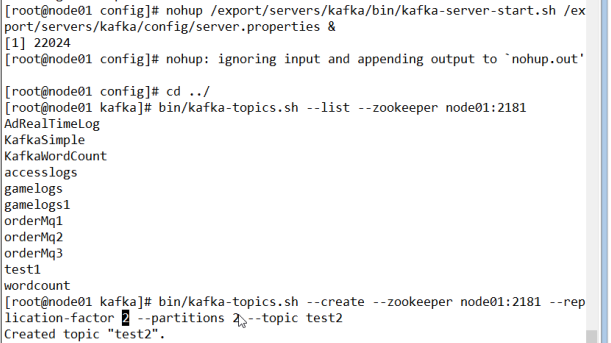 [root@node01 config]# nohup /export/servers/kafka/bin/kafka-server-start.sh /ex
port/servers/kafka/config/server.properties &
[1] 22024
[root@node01 config]# nohup: ignoring input and appending output to `nohup.out'
[root@node01 config]# cd ../
[root@node01 kafka]# bin/kafka-topics.sh --list --zookeeper node01:2181
AdRealTimeLog
KafkaSimple
KafkaWordCount
accesslogs
gamelogs
gamelogs1
orderMq1
orderMq2
orderMq3
test1
wordcount
[root@node01 kafka]# bin/kafka-topics.sh --create --zookeeper node01:2181 --rep
lication-factor 2 --partitions 2 --topic test2
Created topic "test2".